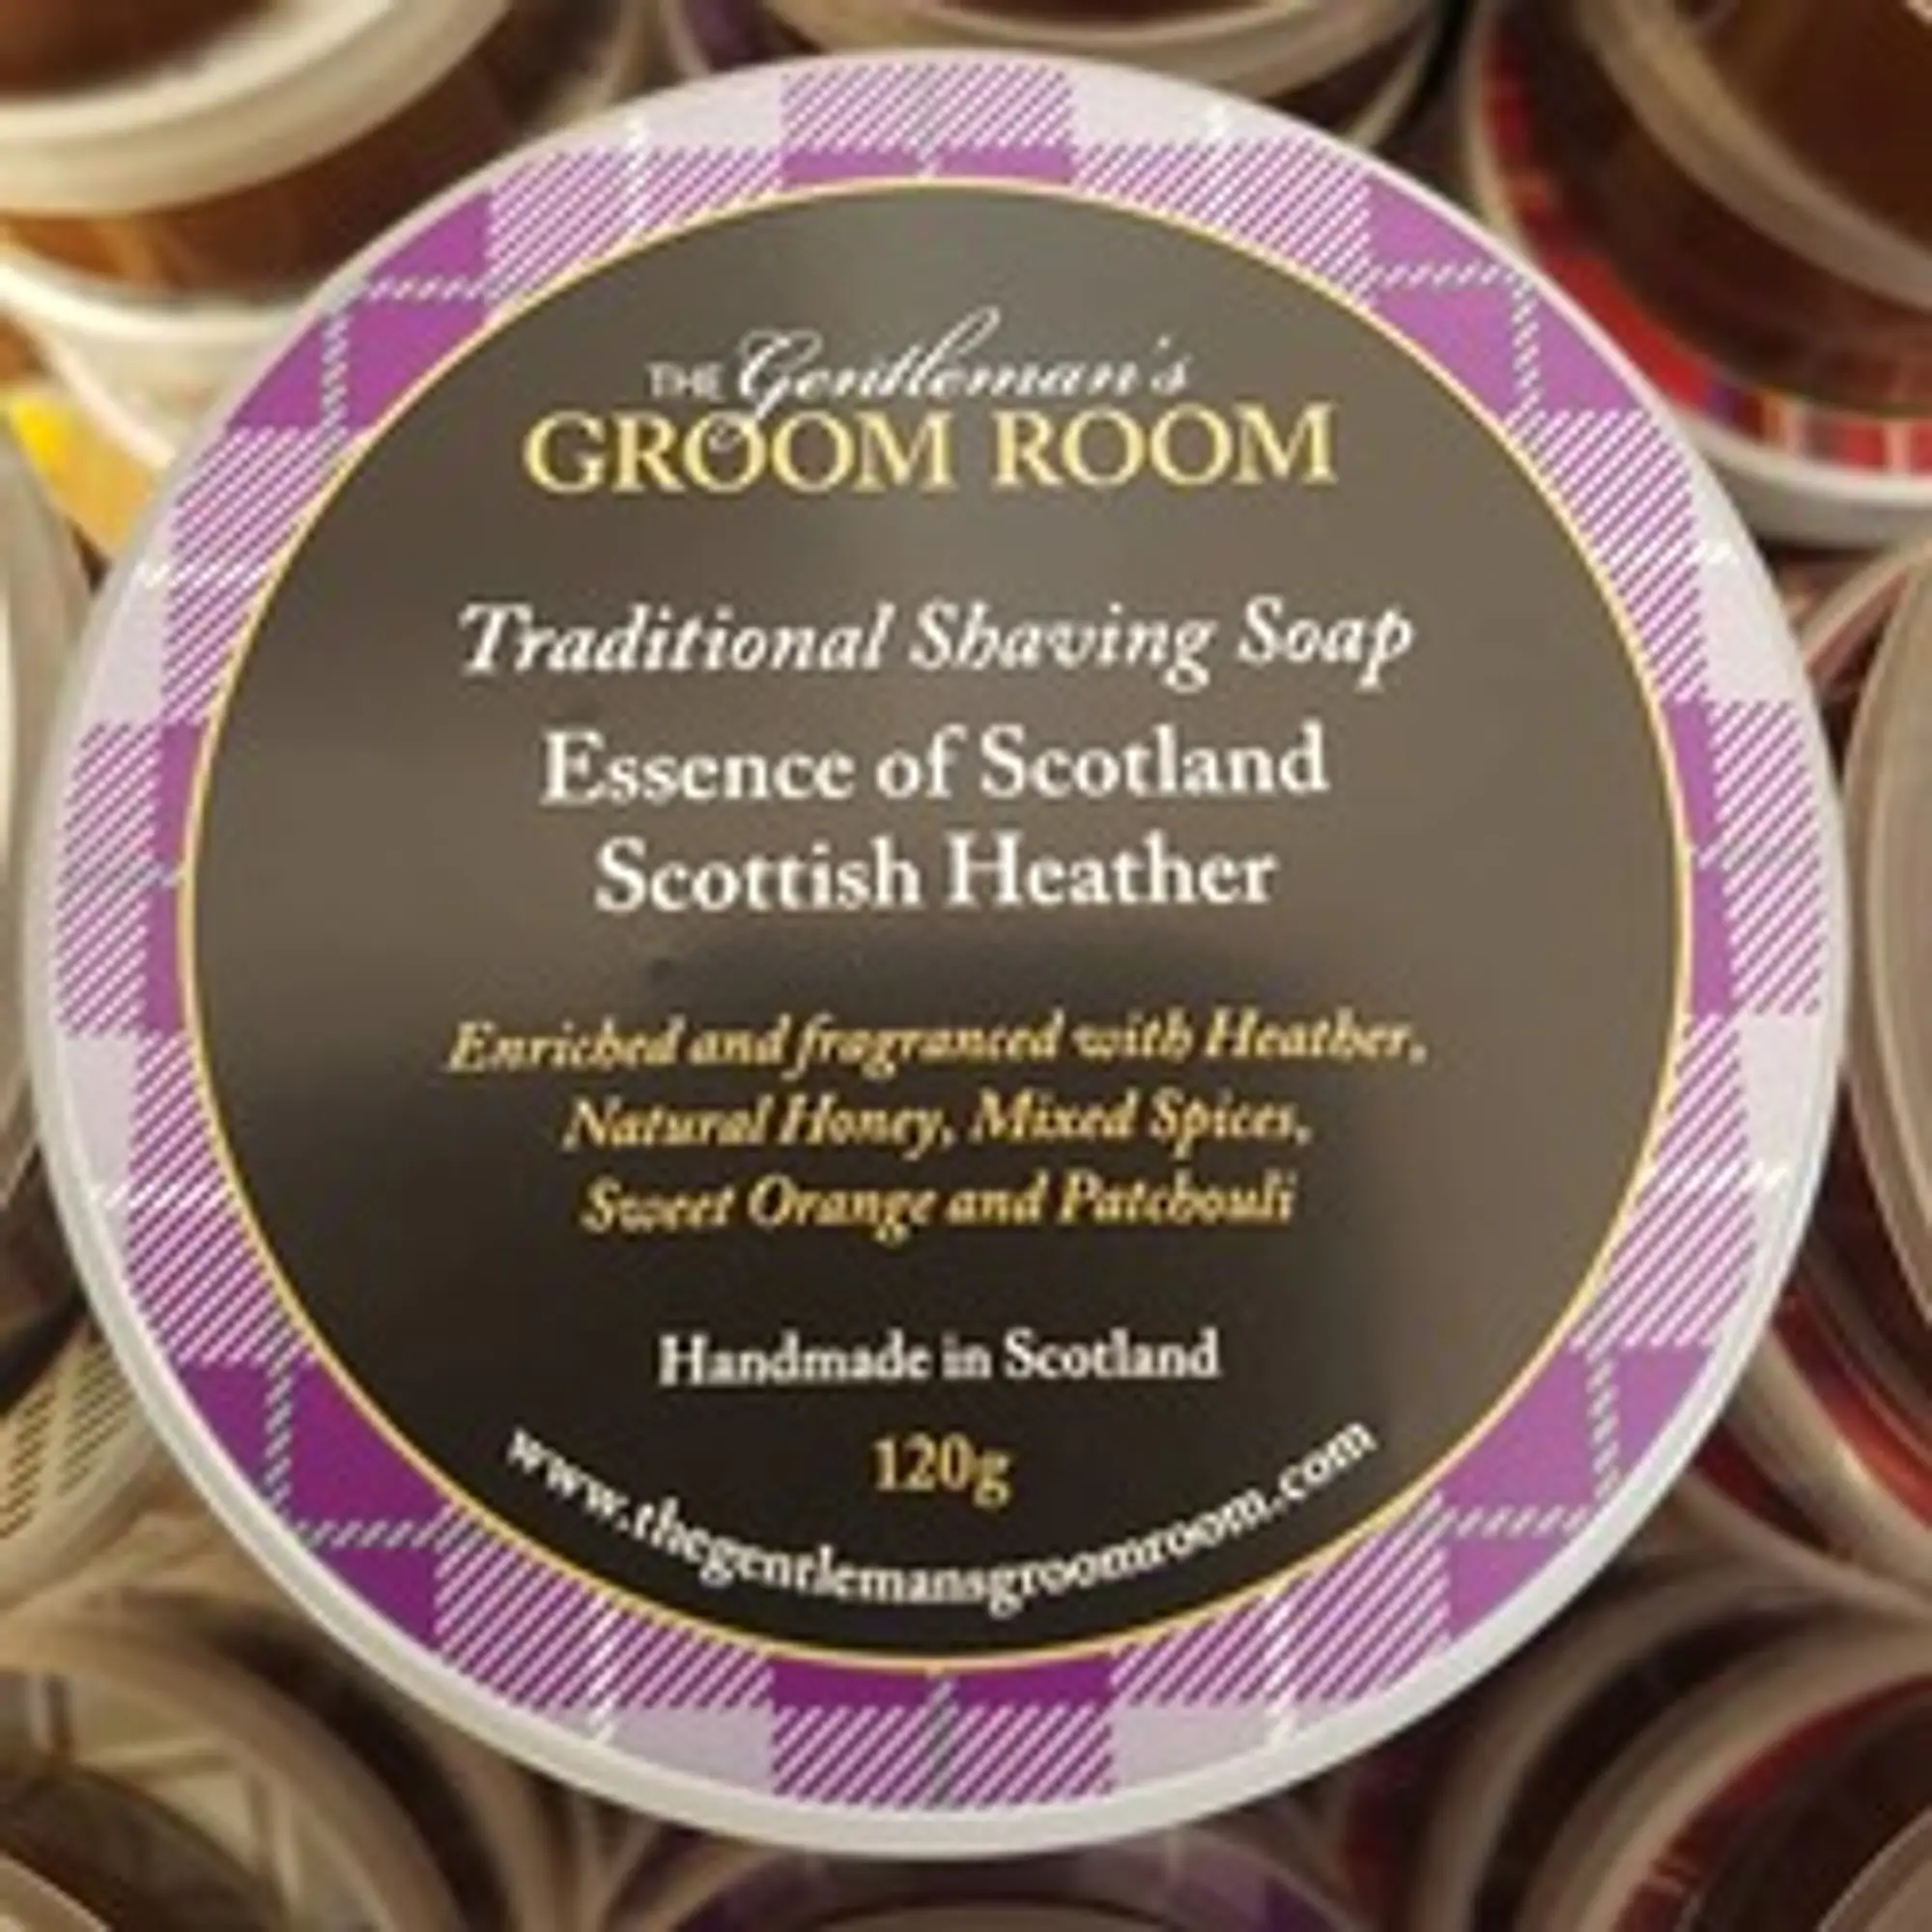 THE Gentleman's
GROOM ROOM
Traditional Shaving Soap
Essence of Scotland
Scottish Heather
Enriched and fragranced with Heather,
Natural Honey, Mixed Spices,
Sweet Orange and Patchouli
Handmade in Scotland
120g
www.thegentlemansgroomroom.com